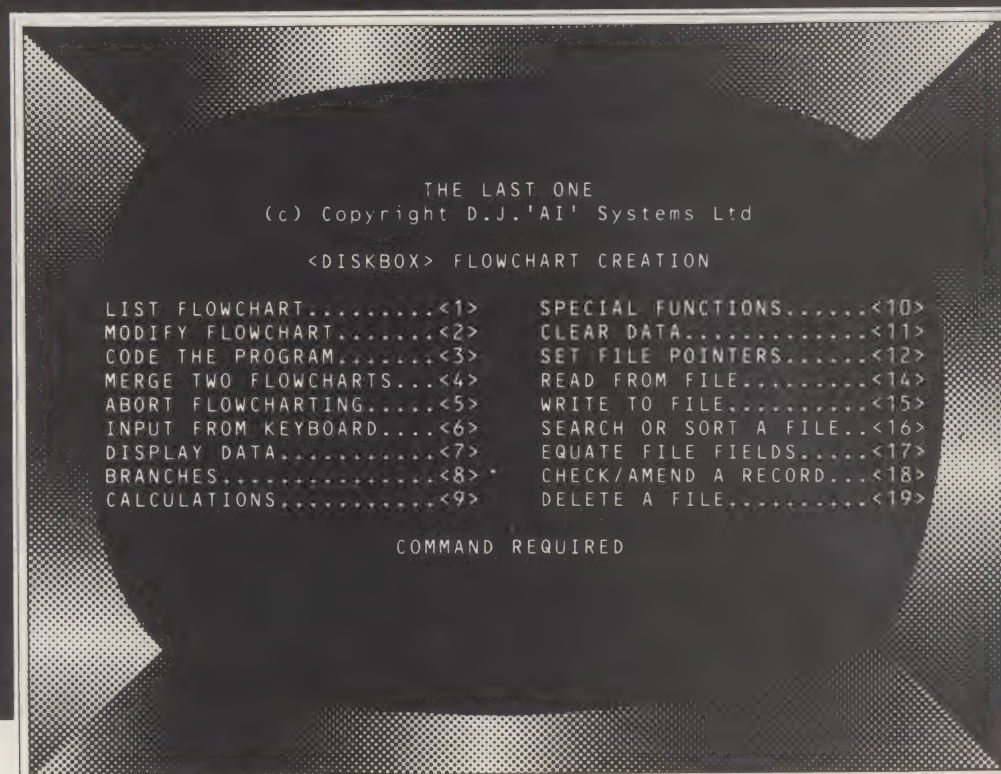 THE LAST ONE
(c) Copyright D.J.'AI' Systems Ltd
<DISKBOX> FLOWCHART CREATION
LIST FLOWCHART..........<1> SPECIAL FUNCTIONS......<10>
MODIFY FLOWCHART........<2> CLEAR DATA.............<11>
CODE THE PROGRAM........<3> SET FILE POINTERS......<12>
MERGE TWO FLOWCHARTS...<4> READ FROM FILE.........<14>
ABORT FLOWCHARTING.....<5> WRITE TO FILE..........<15>
INPUT FROM KEYBOARD....<6> SEARCH OR SORT A FILE..<16>
DISPLAY DATA............<7> EQUATE FILE FIELDS.....<17>
BRANCHES................<8> CHECK/AMEND A RECORD...<18>
CALCULATIONS............<9> DELETE A FILE..........<19>
COMMAND REQUIRED